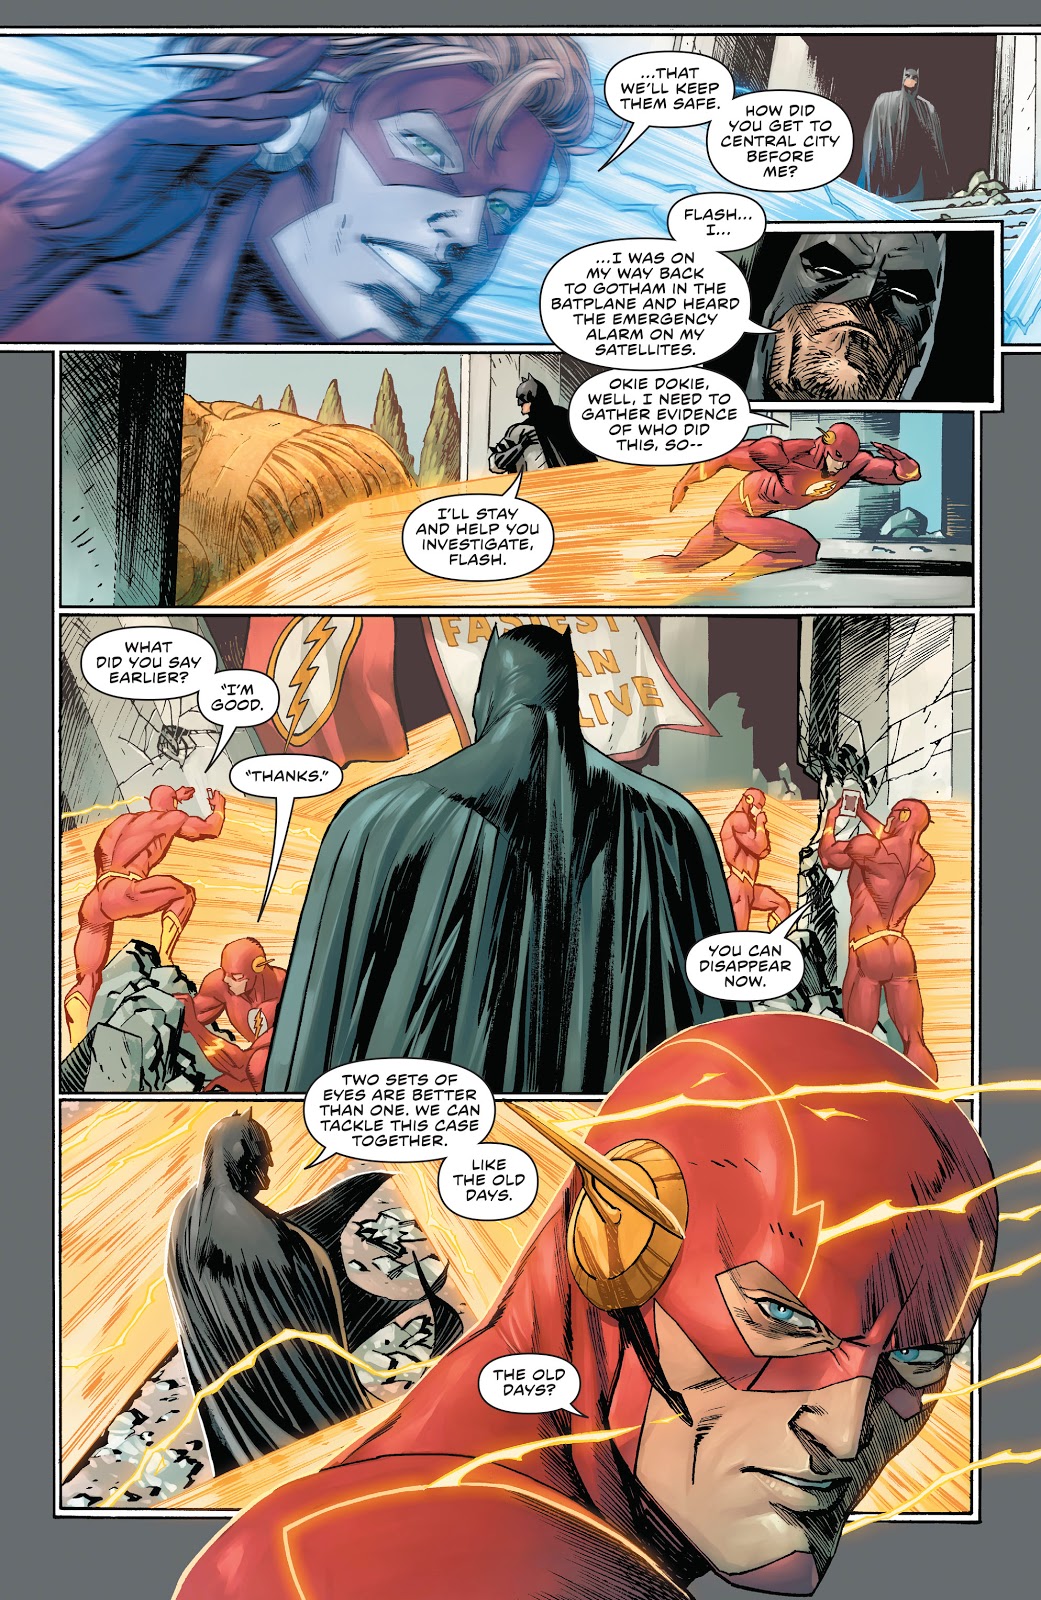 ...THAT
WE'LL KEEP
THEM SAFE.
HOW DID
YOU GET TO
CENTRAL CITY
BEFORE
ME?
FLASH...
I...
...I WAS ON
MY WAY BACK
TO GOTHAM IN THE
BATPLANE AND HEARD
THE EMERGENCY
ALARM ON MY
SATELLITES.
OKIE DOKIE,
WELL, I NEED TO
GATHER EVIDENCE
OF WHO DID
THIS, SO--
I'LL STAY
AND HELP YOU
INVESTIGATE,
FLASH.
WHAT
DID YOU SAY
EARLIER?
"I'M
GOOD.
"THANKS."
FASTEST
AN
LIVE
YOU CAN
DISAPPEAR
NOW.
TWO SETS OF
EYES ARE BETTER
THAN ONE. WE CAN
TACKLE THIS CASE
TOGETHER.
LIKE
THE OLD
DAYS.
THE OLD
DAYS?